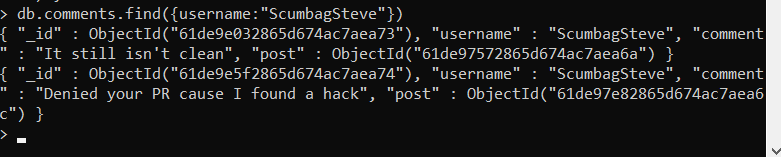 > db.comments.find({username:"ScumbagSteve"})
{ "_id" : ObjectId("61de9e032865d674ac7aea73"), "username" : "ScumbagSteve", "comment
" : "It still isn't clean", "post" : ObjectId("61de97572865d674ac7aea6a") }
{ "_id" : ObjectId("61de9e5f2865d674ac7aea74"), "username" : "ScumbagSteve", "comment
" : "Denied your PR cause I found a hack", "post" : ObjectId("61de97e82865d674ac7aea6
c") }
>